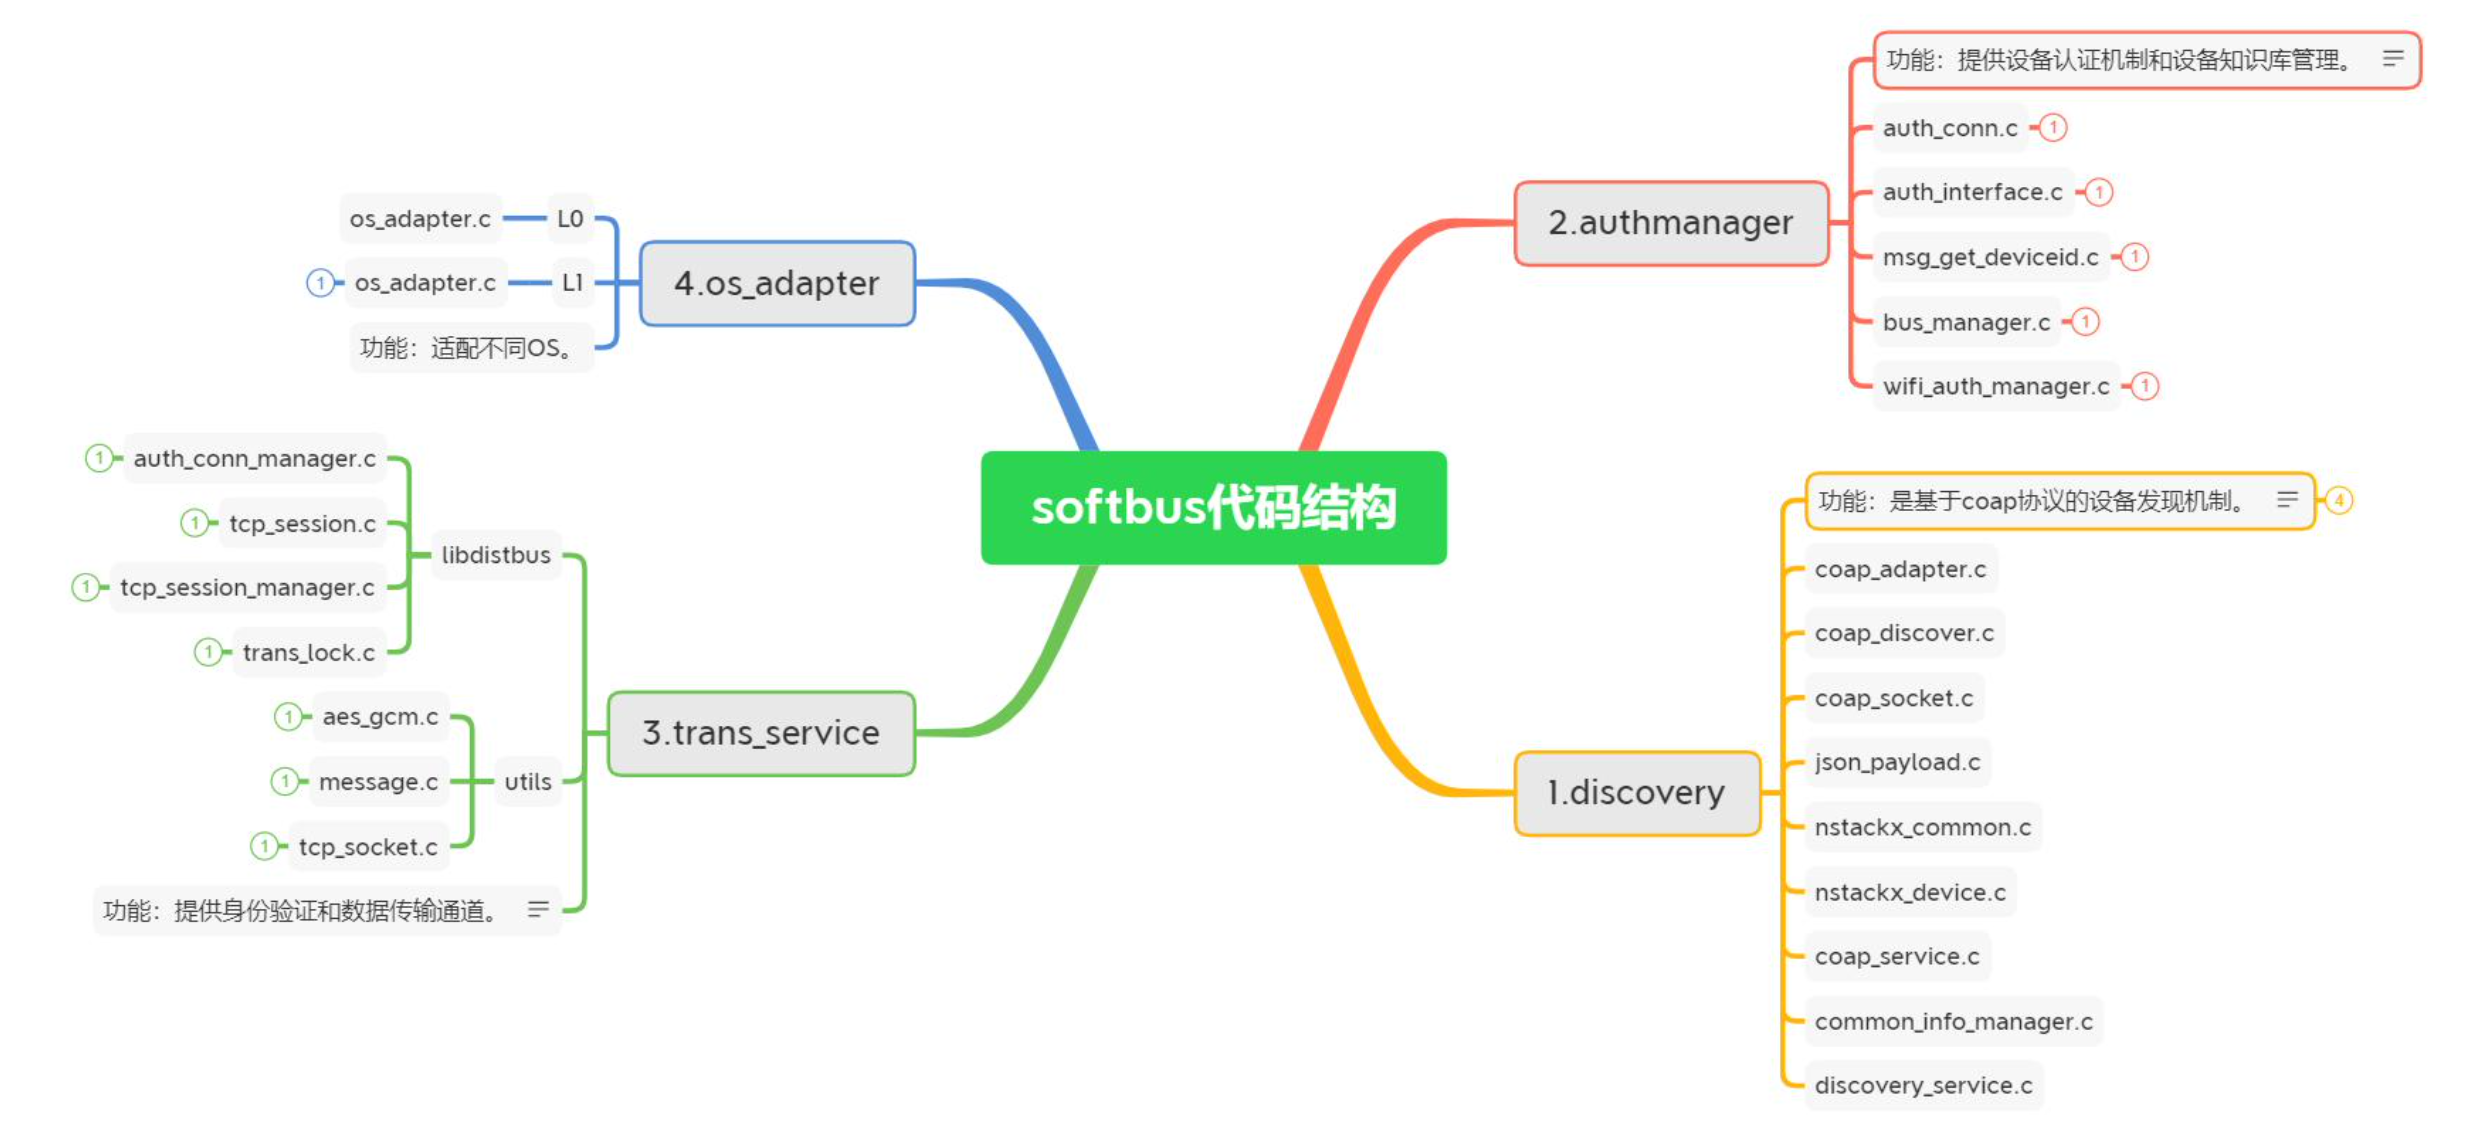 softbus代码结构
1.discovery
功能：是基于coap协议的设备发现机制。
4
coap_adapter.c
coap_discover.c
coap_socket.c
json_payload.c
nstackx_common.c
nstackx_device.c
coap_service.c
common_info_manager.c
discovery_service.c
2.authmanager
功能：提供设备认证机制和设备知识库管理。
auth_conn.c
1
auth_interface.c
1
msg_get_deviceid.c
1
bus_manager.c
1
wifi_auth_manager.c
1
3.trans_service
libdistbus
auth_conn_manager.c
1
tcp_session.c
1
tcp_session_manager.c
1
trans_lock.c
1
utils
aes_gcm.c
1
message.c
1
tcp_socket.c
1
功能：提供身份验证和数据传输通道。
4.os_adapter
L0
os_adapter.c
L1
os_adapter.c
1
功能：适配不同OS。